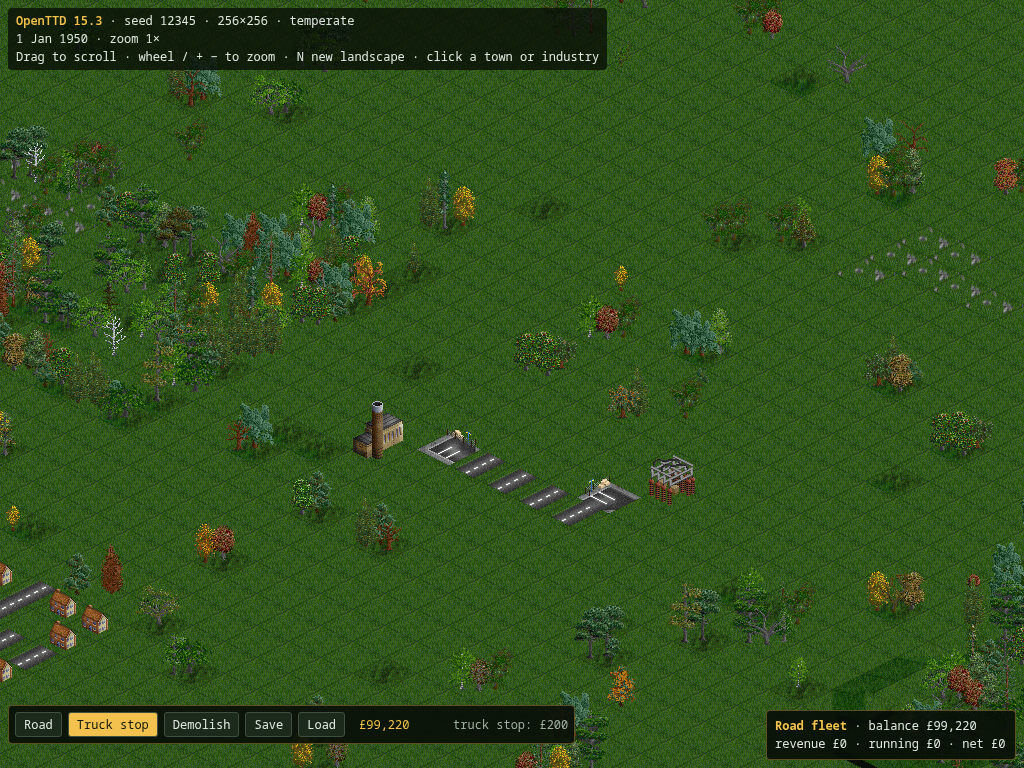 OpenTTD 15.3 · seed 12345 · 256×256 · temperate
1 Jan 1950 · zoom 1×
Drag to scroll · wheel / + − to zoom · N new landscape · click a town or industry
Road Truck stop Demolish Save Load £99,220 truck stop: £200
Road fleet · balance £99,220
revenue £0 · running £0 · net £0